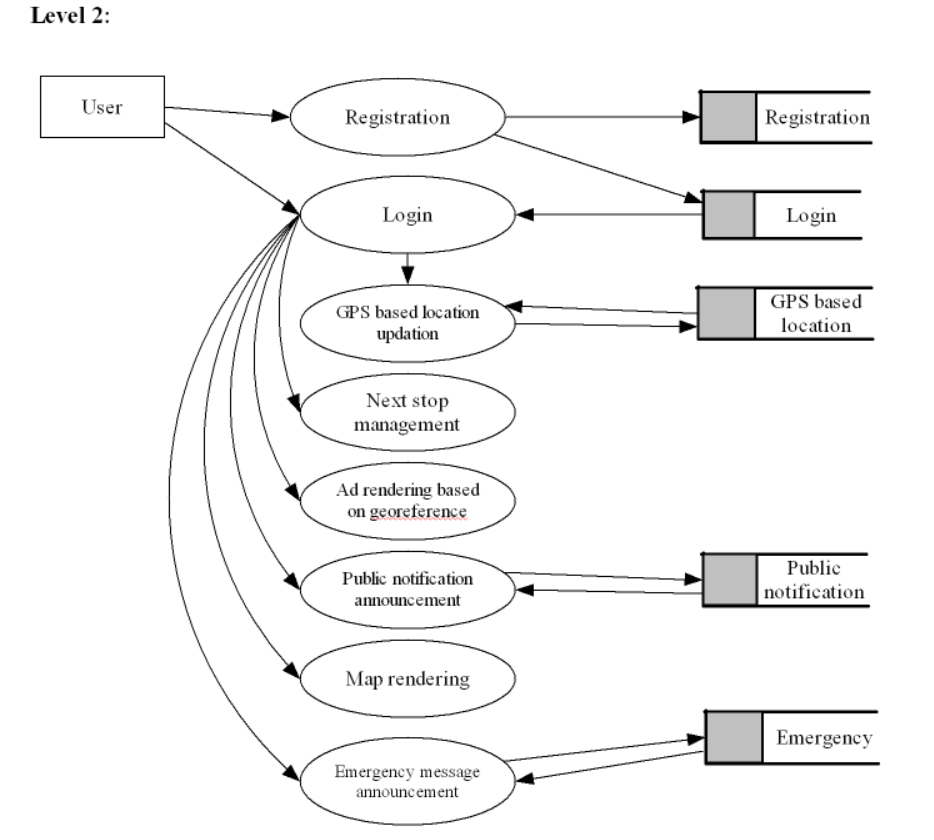 Level 2:
User
Registration
Registration
Login
Login
GPS based location
updation
GPS based
location
Next stop
management
Ad rendering based
on georeference
Public notification
announcement
Public
notification
Map rendering
Emergency message
announcement
Emergency